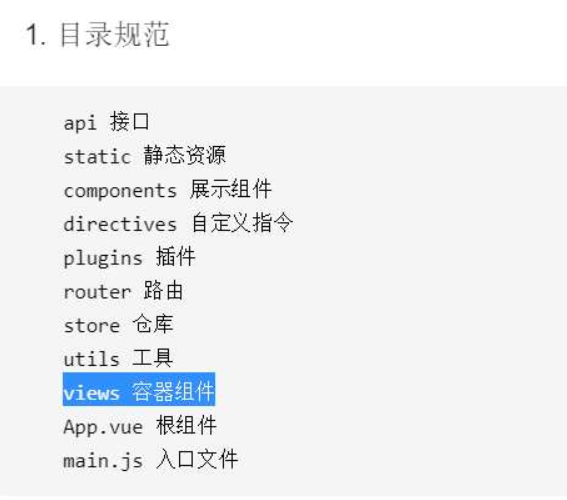 1. 目录规范
api 接口
static 静态资源
components 展示组件
directives 自定义指令
plugins 插件
router 路由
store 仓库
utils 工具
views 容器组件
App.vue 根组件
main.js 入口文件